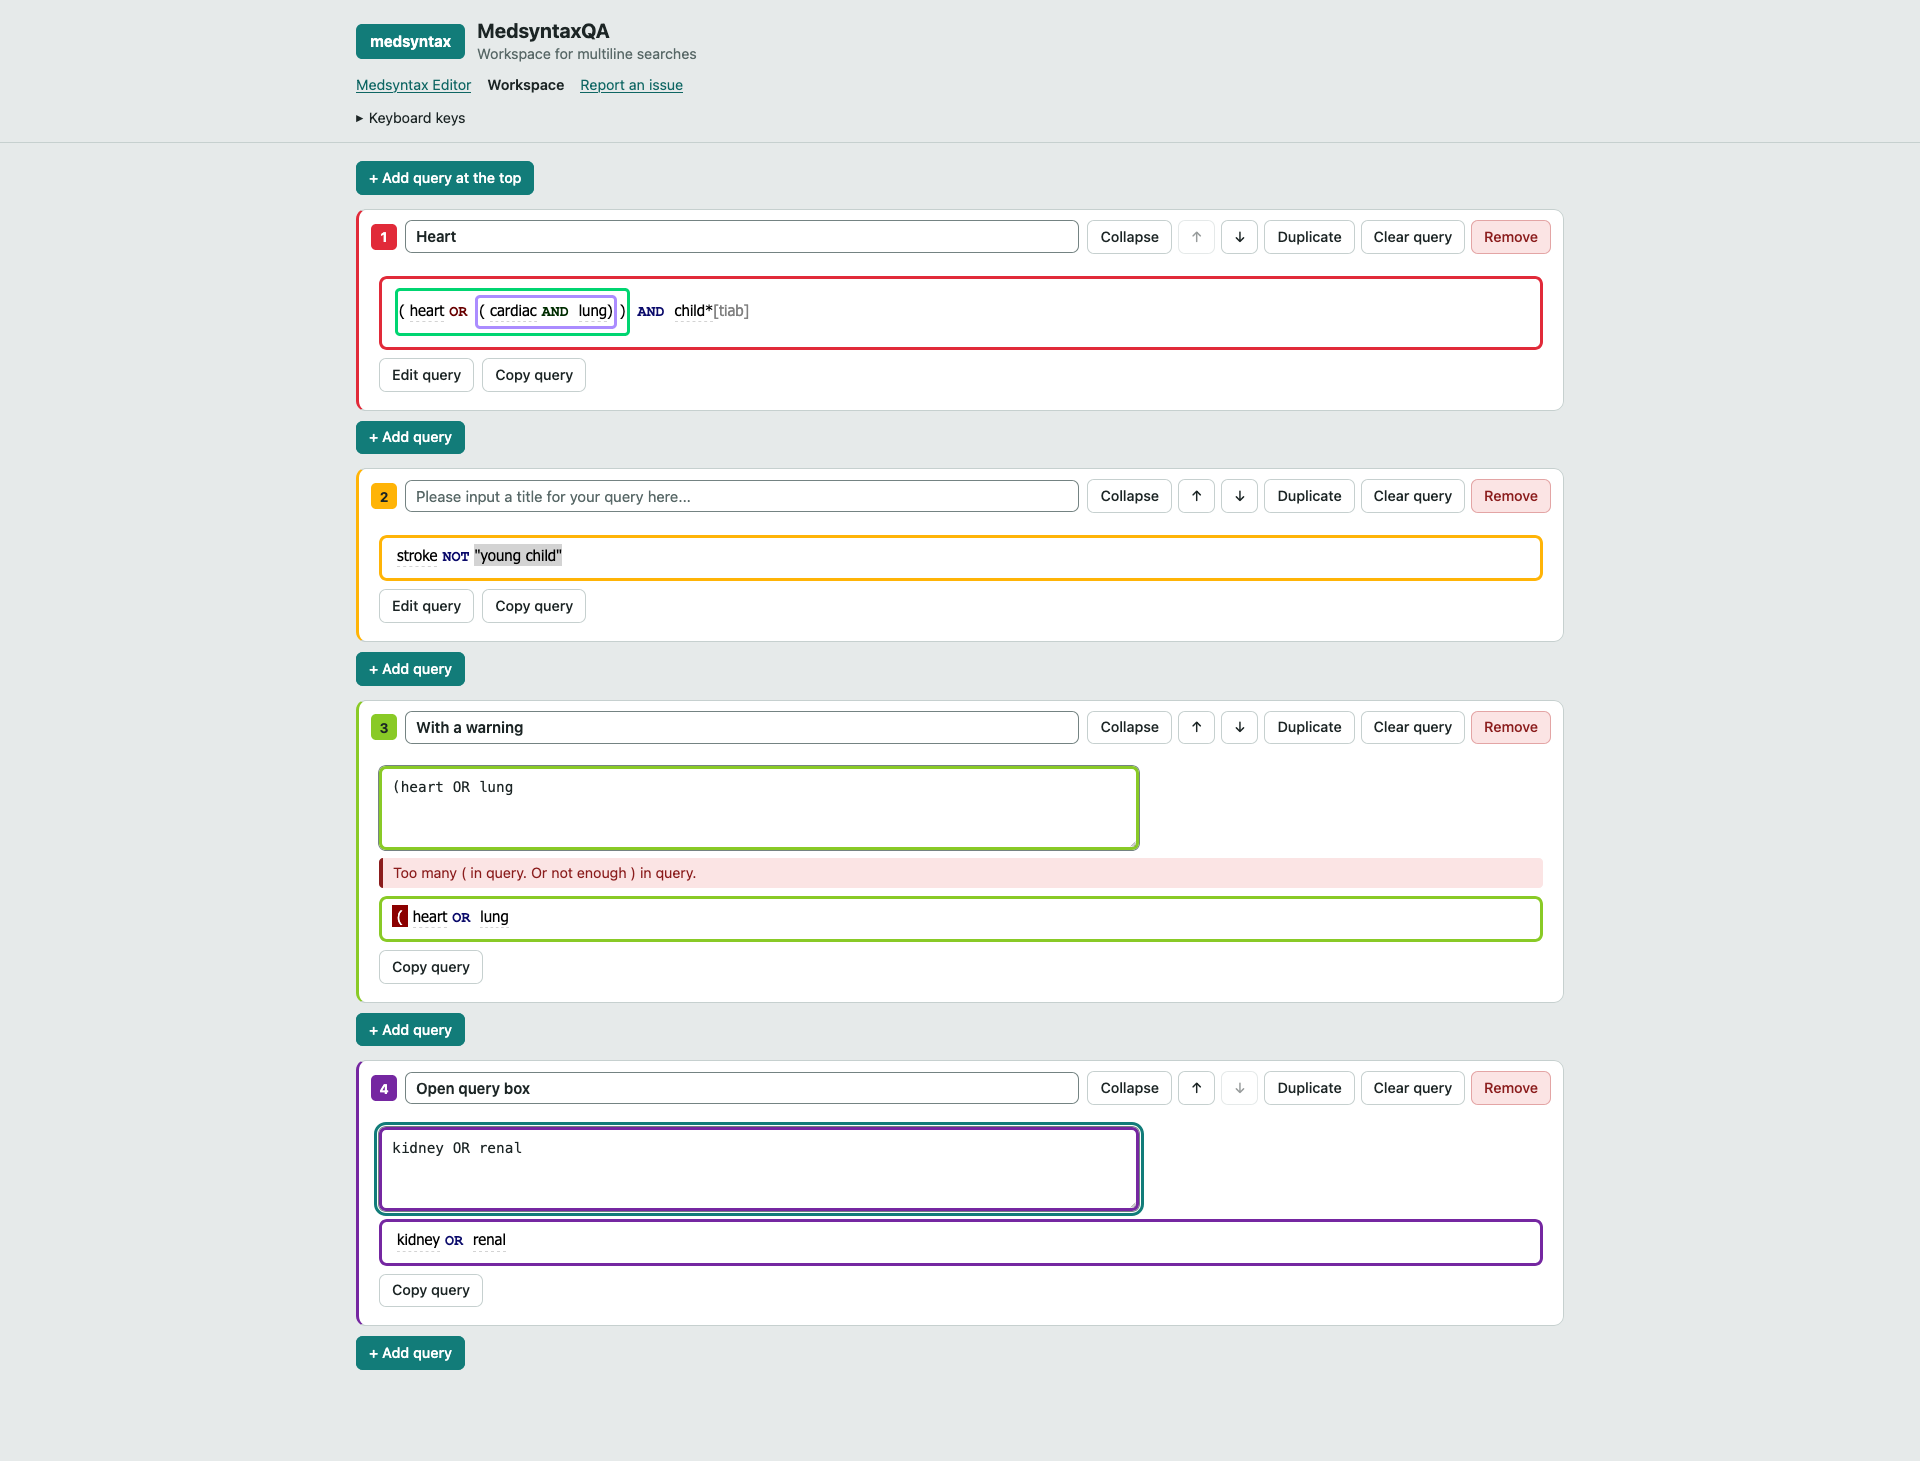 medsyntax
MedsyntaxQA
Workspace for multiline searches
Medsyntax Editor Workspace Report an issue
▸ Keyboard keys
+ Add query at the top
1 Heart Collapse ↑ ↓ Duplicate Clear query Remove
( heart OR ( cardiac AND lung) ) AND child*[tiab]
Edit query Copy query
+ Add query
2 Please input a title for your query here... Collapse ↑ ↓ Duplicate Clear query Remove
stroke NOT "young child"
Edit query Copy query
+ Add query
3 With a warning Collapse ↑ ↓ Duplicate Clear query Remove
(heart OR lung
Too many ( in query. Or not enough ) in query.
( heart OR lung
Copy query
+ Add query
4 Open query box Collapse ↑ ↓ Duplicate Clear query Remove
kidney OR renal
kidney OR renal
Copy query
+ Add query